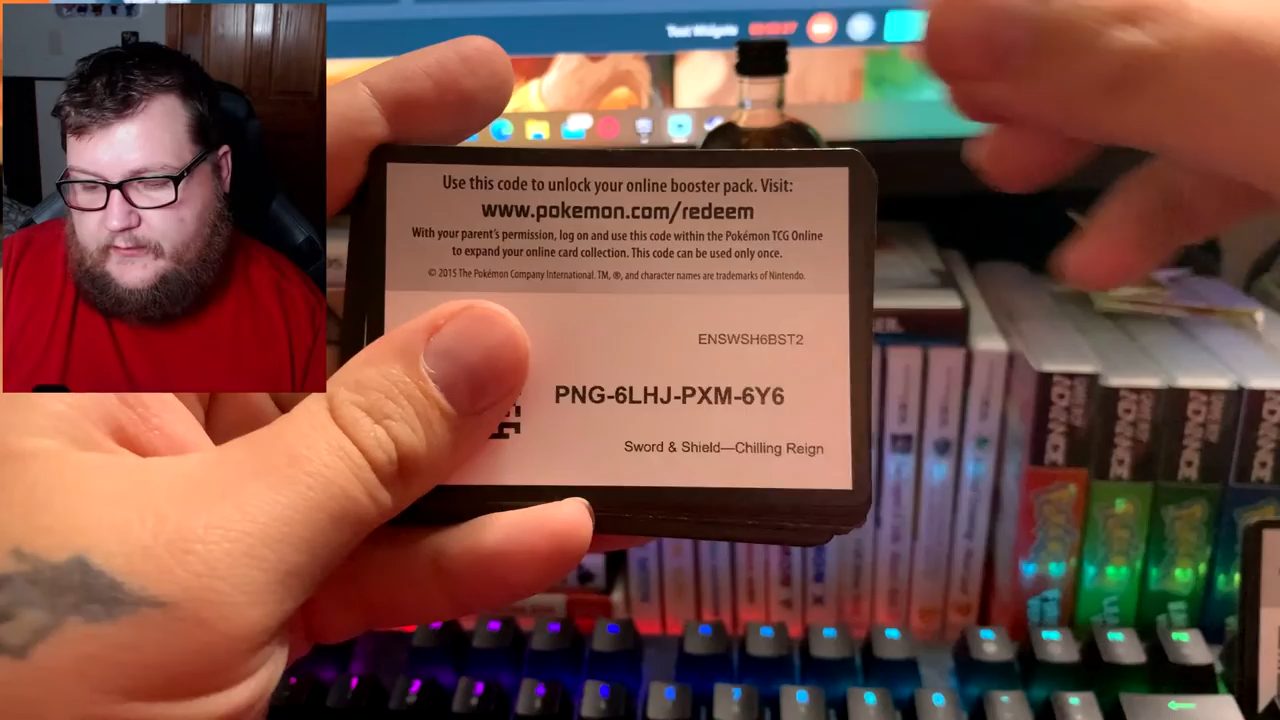 Text Widgets
Use this code to unlock your online booster pack. Visit:
www.pokemon.com/redeem
With your parent's permission, log on and use this code within the Pokémon TCG Online
to expand your online card collection. This code can be used only once.
© 2015 The Pokémon Company International. TM, ®, and character names are trademarks of Nintendo.
ENSWSH6BST2
PNG-6LHJ-PXM-6Y6
Sword & Shield—Chilling Reign